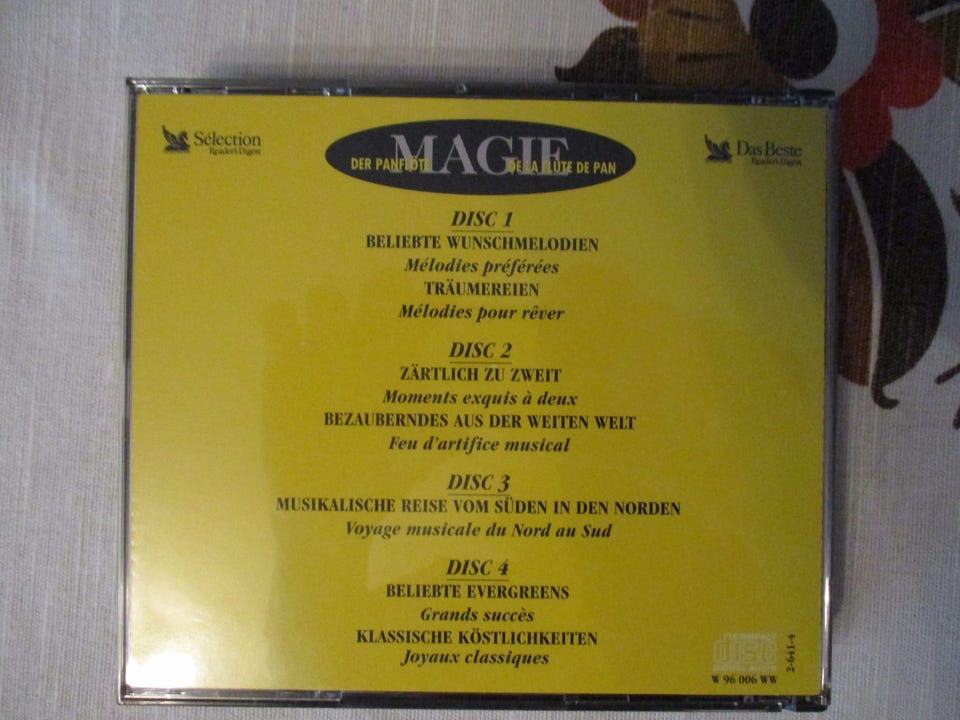 Sélection
Reader's Digest
MAGIE
DER PANFLÖTE
DE LA FLÛTE DE PAN
Das Beste
Reader's Digest
DISC 1
BELIEBTE WUNSCHMELODIEN
Mélodies préférées
TRÄUMEREIEN
Mélodies pour rêver
DISC 2
ZÄRTLICH ZU ZWEIT
Moments exquis à deux
BEZAUBERNDES AUS DER WEITEN WELT
Feu d'artifice musical
DISC 3
MUSIKALISCHE REISE VOM SÜDEN IN DEN NORDEN
Voyage musicale du Nord au Sud
DISC 4
BELIEBTE EVERGREENS
Grands succès
KLASSISCHE KÖSTLICHKEITEN
Joyaux classiques
COMPACT
disc
W 96 006 WW
2-641-4